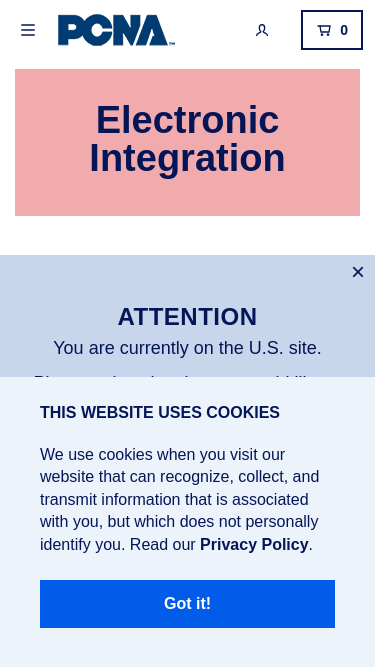 PCNA
0
Electronic
Integration
ATTENTION
You are currently on the U.S. site.
THIS WEBSITE USES COOKIES
We use cookies when you visit our
website that can recognize, collect, and
transmit information that is associated
with you, but which does not personally
identify you. Read our Privacy Policy.
Got it!